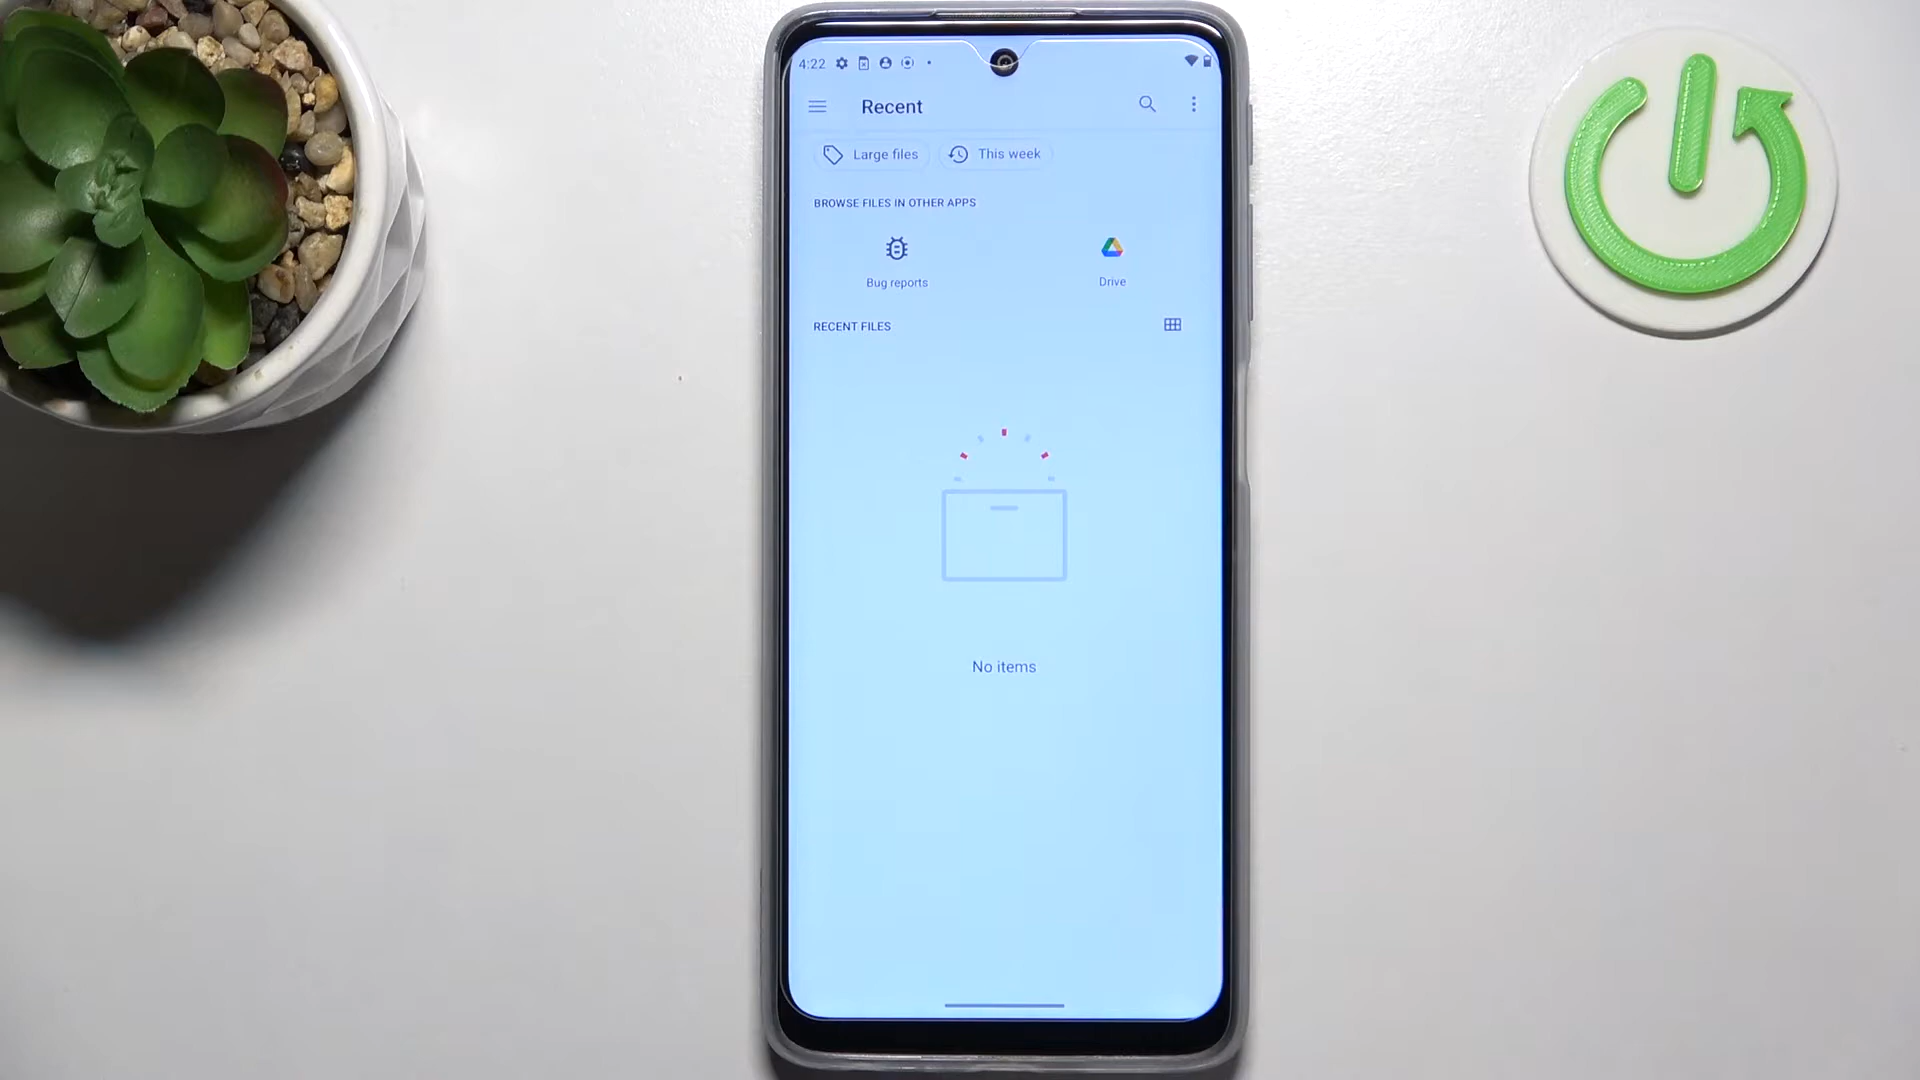 4:22
Recent
Large files
This week
BROWSE FILES IN OTHER APPS
Bug reports
Drive
RECENT FILES
No items